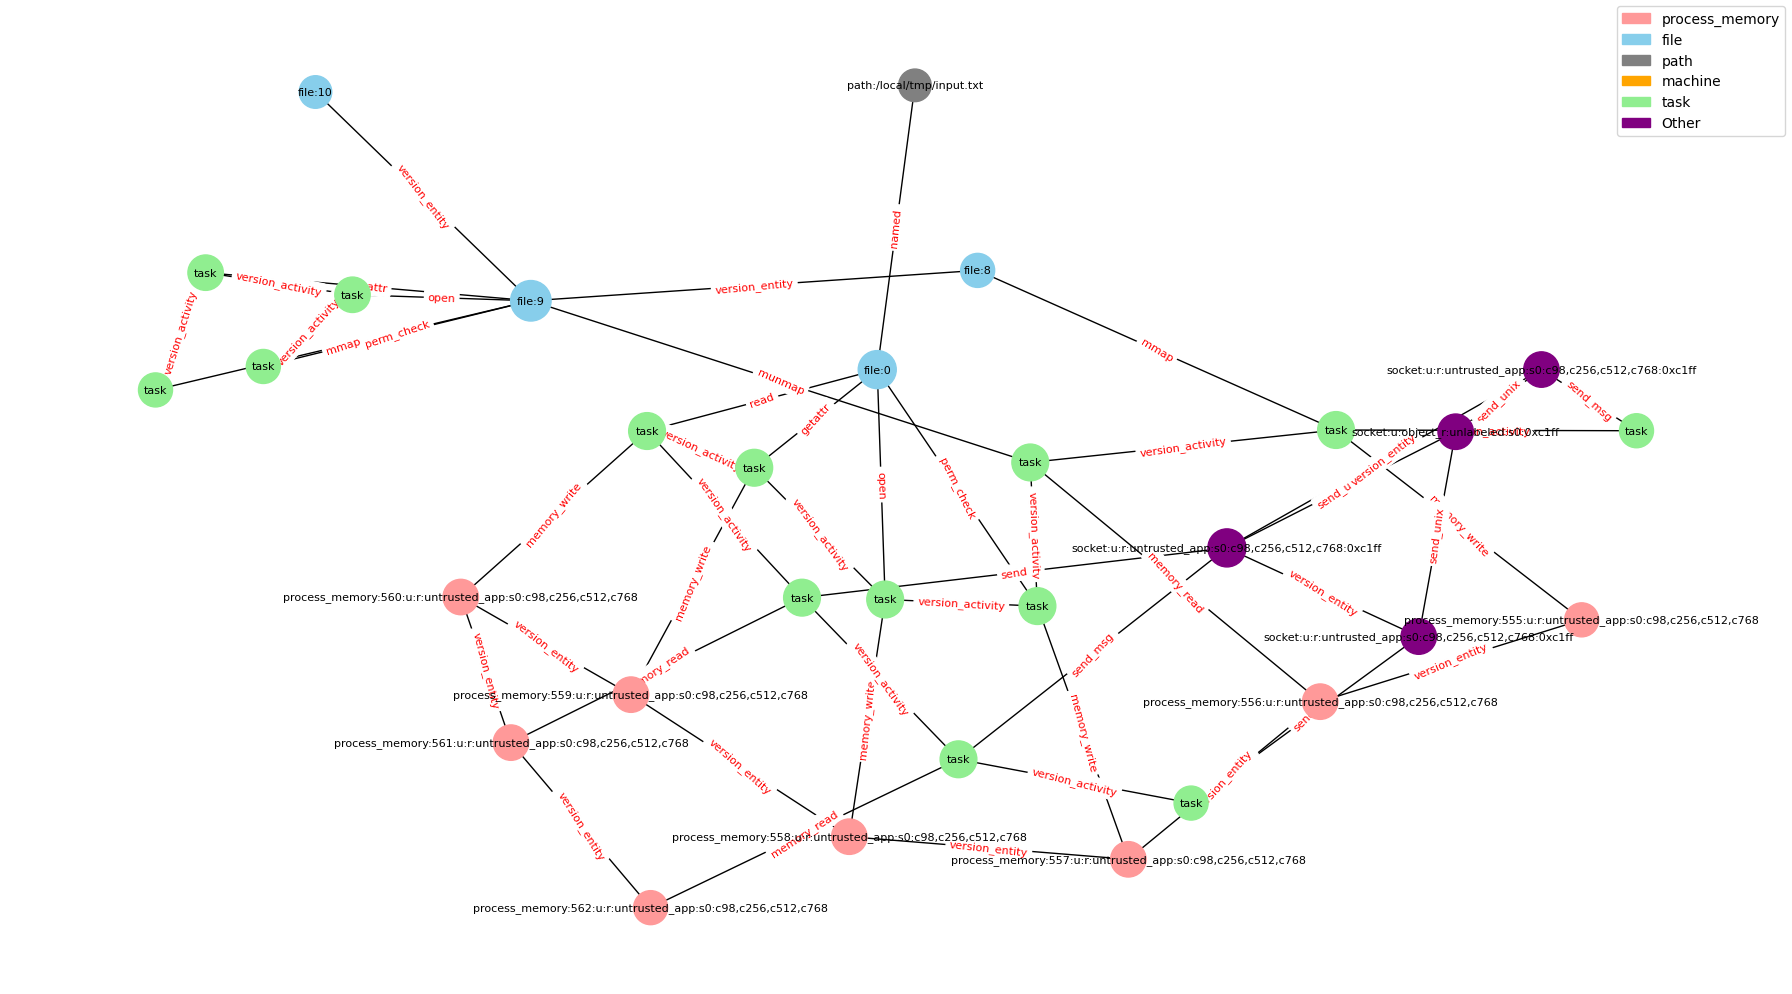 process_memory
file
path
machine
task
Other
file:10
path:/local/tmp/input.txt
version_entity
named
task
version_activity
attr
task
open
file:9
version_entity
file:8
version_activity
version_activity
mmap
perm_check
task
task
munmap
mmap
file:0
read
getattr
socket:u:r:untrusted_app:s0:c98,c256,c512,c768:0xc1ff
send_unix
send_msg
task
version_activity
task
open
perm_check
task
version_activity
task
socket:u:object_r:unlabeled:s0:0xc1ff
task
memory_write
version_activity
version_activity
version_activity
send_u
version_entity
send_unix
memory_write
socket:u:r:untrusted_app:s0:c98,c256,c512,c768:0xc1ff
send
memory_read
version_entity
process_memory:560:u:r:untrusted_app:s0:c98,c256,c512,c768
task
task
version_activity
task
process_memory:555:u:r:untrusted_app:s0:c98,c256,c512,c768
socket:u:r:untrusted_app:s0:c98,c256,c512,c768:0xc1ff
version_entity
version_entity
memory_write
mory_read
version_activity
send_msg
version_entity
process_memory:559:u:r:untrusted_app:s0:c98,c256,c512,c768
process_memory:556:u:r:untrusted_app:s0:c98,c256,c512,c768
memory_write
memory_write
sen
process_memory:561:u:r:untrusted_app:s0:c98,c256,c512,c768
version_entity
task
version_activity
sion_entity
task
version_entity
memory_read
process_memory:558:u:r:untrusted_app:s0:c98,c256,c512,c768
version_entity
process_memory:557:u:r:untrusted_app:s0:c98,c256,c512,c768
process_memory:562:u:r:untrusted_app:s0:c98,c256,c512,c768